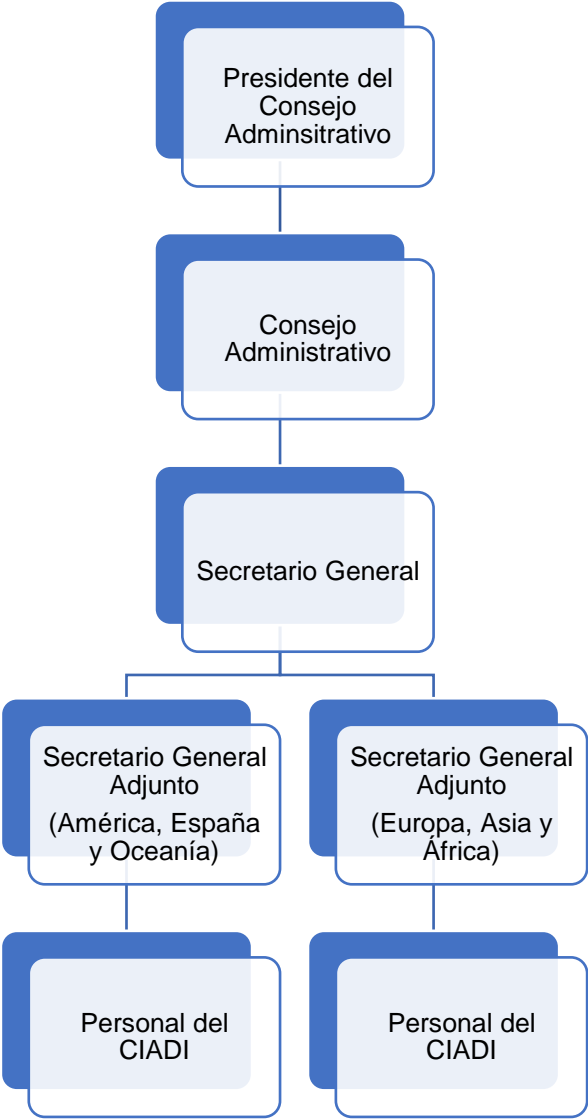 Presidente del
Consejo
Adminsitrativo
Consejo
Administrativo
Secretario General
Secretario General
Adjunto
(América, España
y Oceanía)
Secretario General
Adjunto
(Europa, Asia y
África)
Personal del
CIADI
Personal del
CIADI